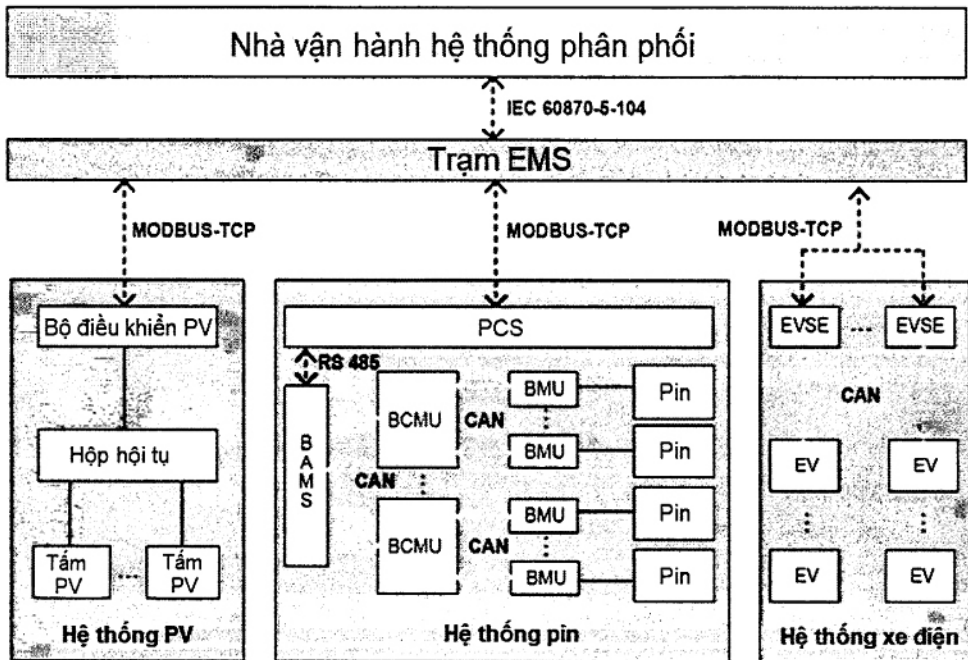 Nhà vận hành hệ thống phân phối
IEC 60870-5-104
Trạm EMS
MODBUS-TCP
MODBUS-TCP
MODBUS-TCP
Bộ điều khiển PV
Hộp hội tụ
Tấm PV
...
Tấm PV
Hệ thống PV
PCS
RS 485
BAMS
CAN
BCMU
BCMU
CAN
CAN
BMU
BMU
BMU
BMU
Pin
Pin
Pin
Pin
Hệ thống pin
EVSE
...
EVSE
CAN
EV
EV
EV
EV
Hệ thống xe điện